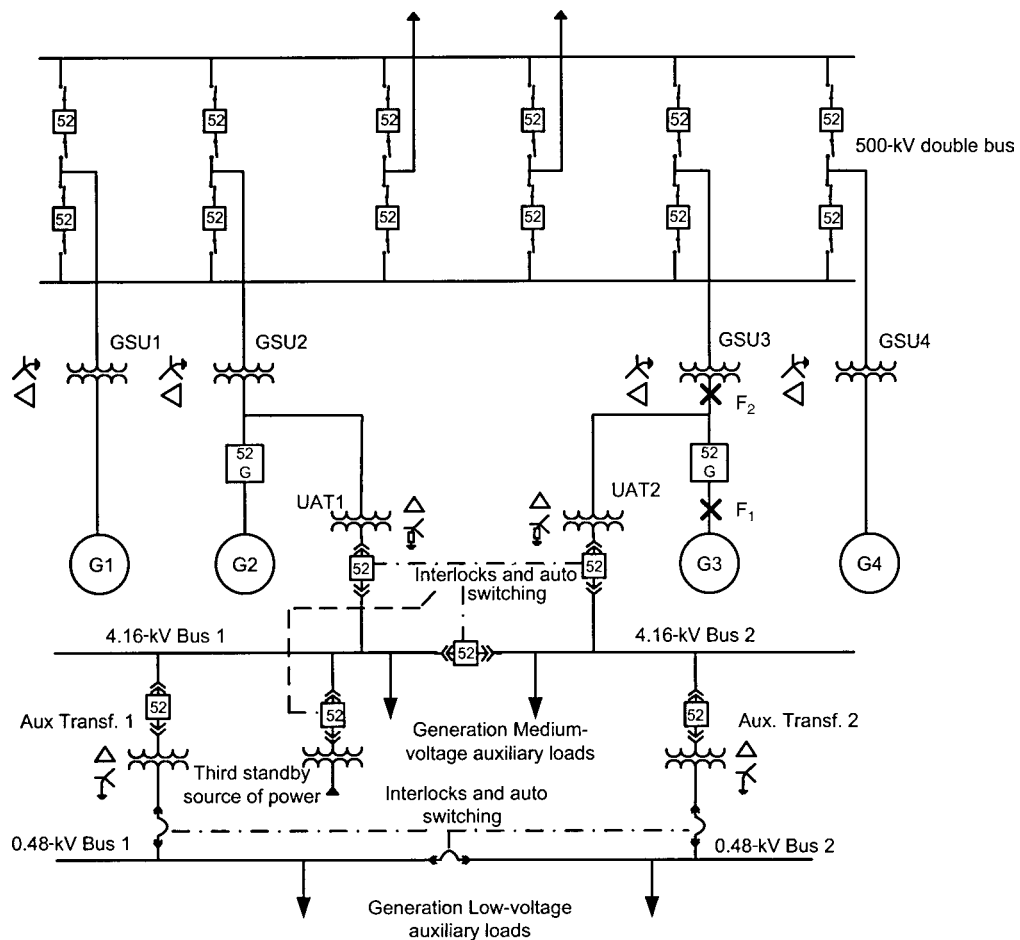 52
52
52
52
52
52
500-kV double bus
52
52
52
52
52
52
GSU1
GSU2
GSU3
GSU4
F2
52
G
52
G
UAT1
UAT2
F1
G1
G2
G3
G4
52
52
Interlocks and auto
switching
4.16-kV Bus 1
4.16-kV Bus 2
52
52
52
52
Aux Transf. 1
Generation Medium-
voltage auxiliary loads
Aux. Transf. 2
Third standby
source of power
Interlocks and auto
switching
0.48-kV Bus 1
0.48-kV Bus 2
Generation Low-voltage
auxiliary loads